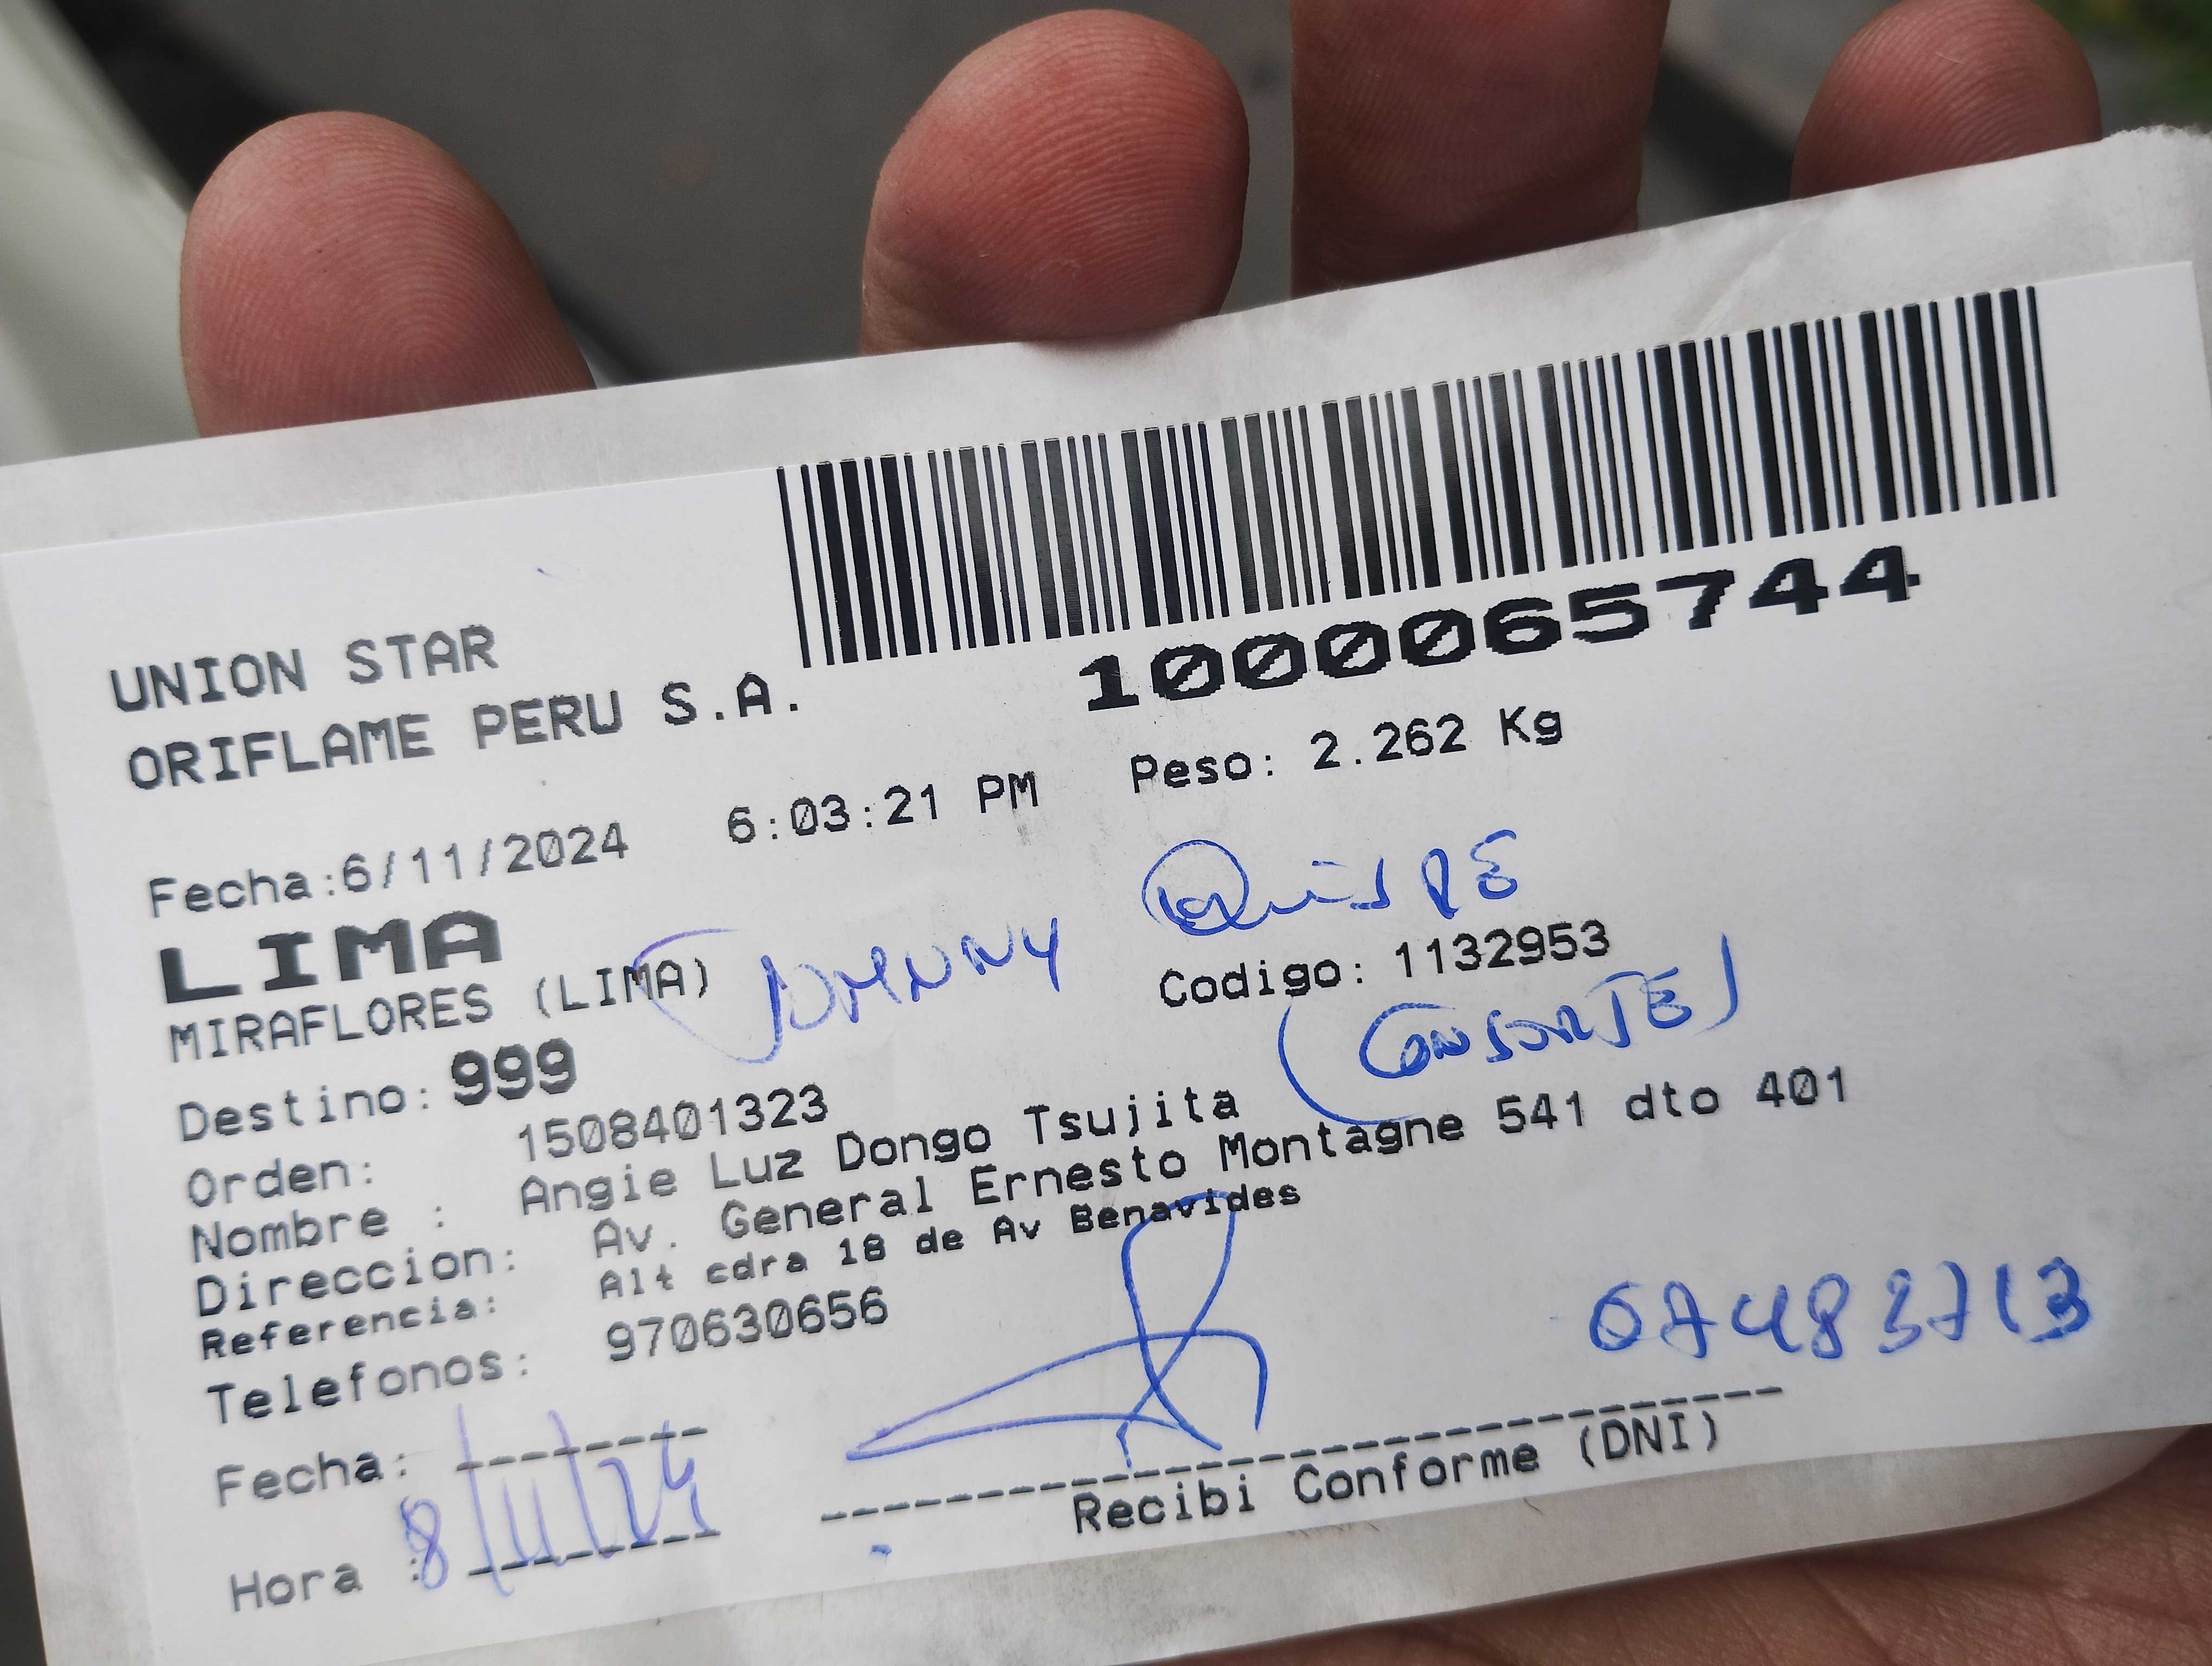 UNION STAR
ORIFLAME PERU S.A.
1000065744
Fecha:6/11/2024 6:03:21 PM Peso: 2.262 Kg
LIMA
JOHNNY QUISPE
MIRAFLORES (LIMA) Codigo: 1132953
(CONSORTE)
Destino: 999
Orden: 1508401323
Nombre : Angie Luz Dongo Tsujita
Direccion: Av. General Ernesto Montagne 541 dto 401
Referencia: Alt cdra 18 de Av Benavides
Telefonos: 970630656
07483713
Fecha:
8/11/24
Recibi Conforme (DNI)
Hora :